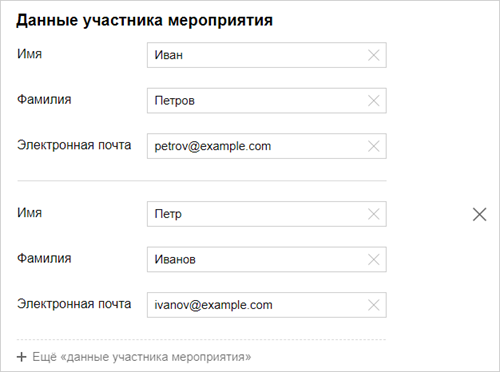 Данные участника мероприятия
Имя Иван
Фамилия Петров
Электронная почта petrov@example.com
Имя Петр
Фамилия Иванов
Электронная почта ivanov@example.com
+ Ещё «данные участника мероприятия»